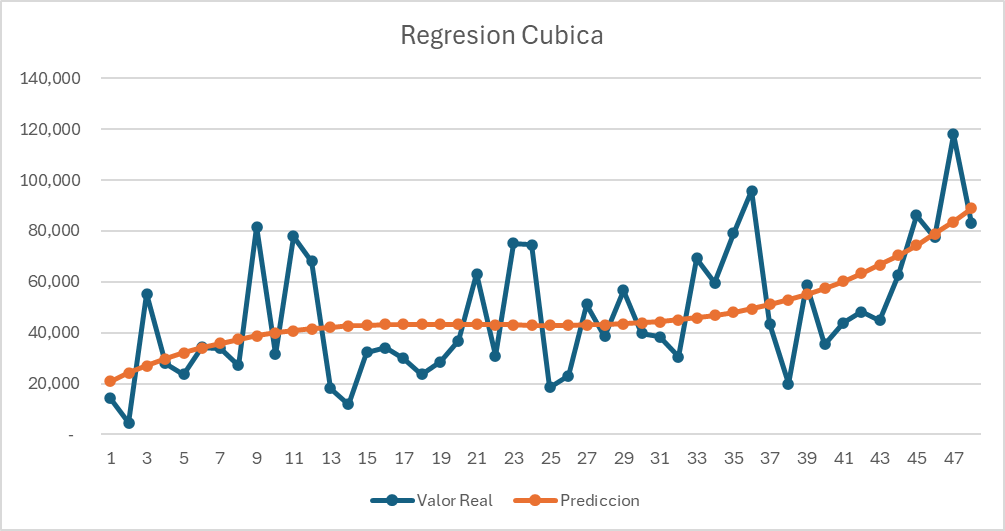 Regresion Cubica
140,000
120,000
100,000
80,000
60,000
40,000
20,000
-
1 3 5 7 9 11 13 15 17 19 21 23 25 27 29 31 33 35 37 39 41 43 45 47
Valor Real Prediccion